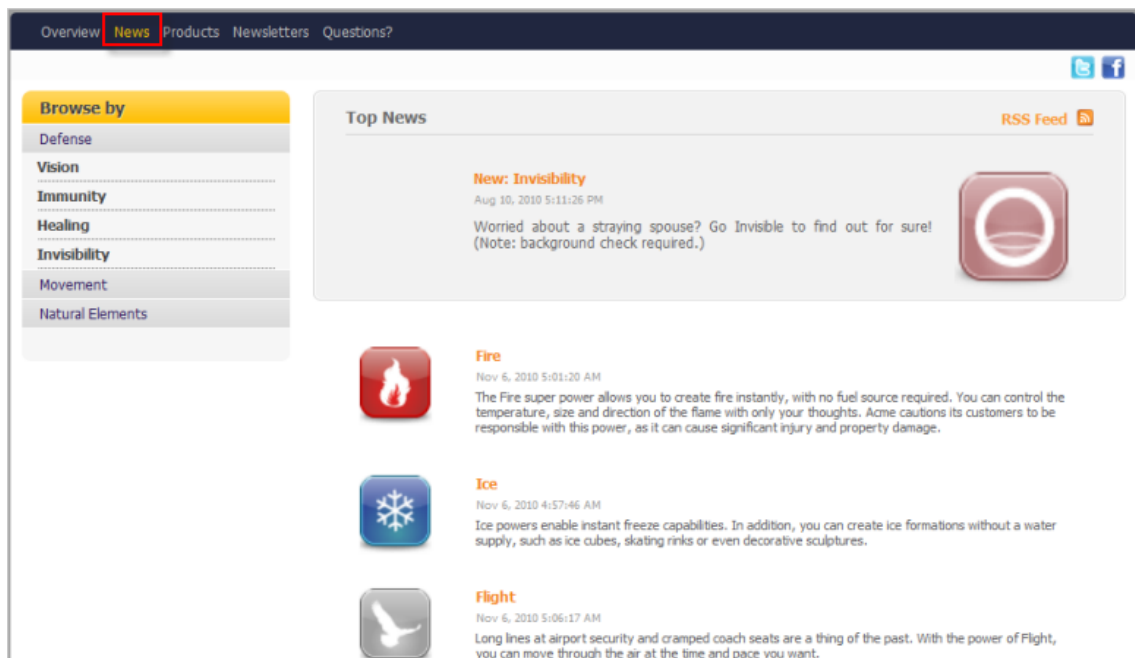 Overview News Products Newsletters Questions?
Browse by
Defense
Vision
Immunity
Healing
Invisibility
Movement
Natural Elements
Top News
RSS Feed
New: Invisibility
Aug 10, 2010 5:11:26 PM
Worried about a straying spouse? Go Invisible to find out for sure!
(Note: background check required.)
Fire
Nov 6, 2010 5:01:20 AM
The Fire super power allows you to create fire instantly, with no fuel source required. You can control the
temperature, size and direction of the flame with only your thoughts. Acme cautions its customers to be
responsible with this power, as it can cause significant injury and property damage.
Ice
Nov 6, 2010 4:57:46 AM
Ice powers enable instant freeze capabilities. In addition, you can create ice formations without a water
supply, such as ice cubes, skating rinks or even decorative sculptures.
Flight
Nov 6, 2010 5:06:17 AM
Long lines at airport security and cramped coach seats are a thing of the past. With the power of Flight,
you can move through the air at the time and pace you want.